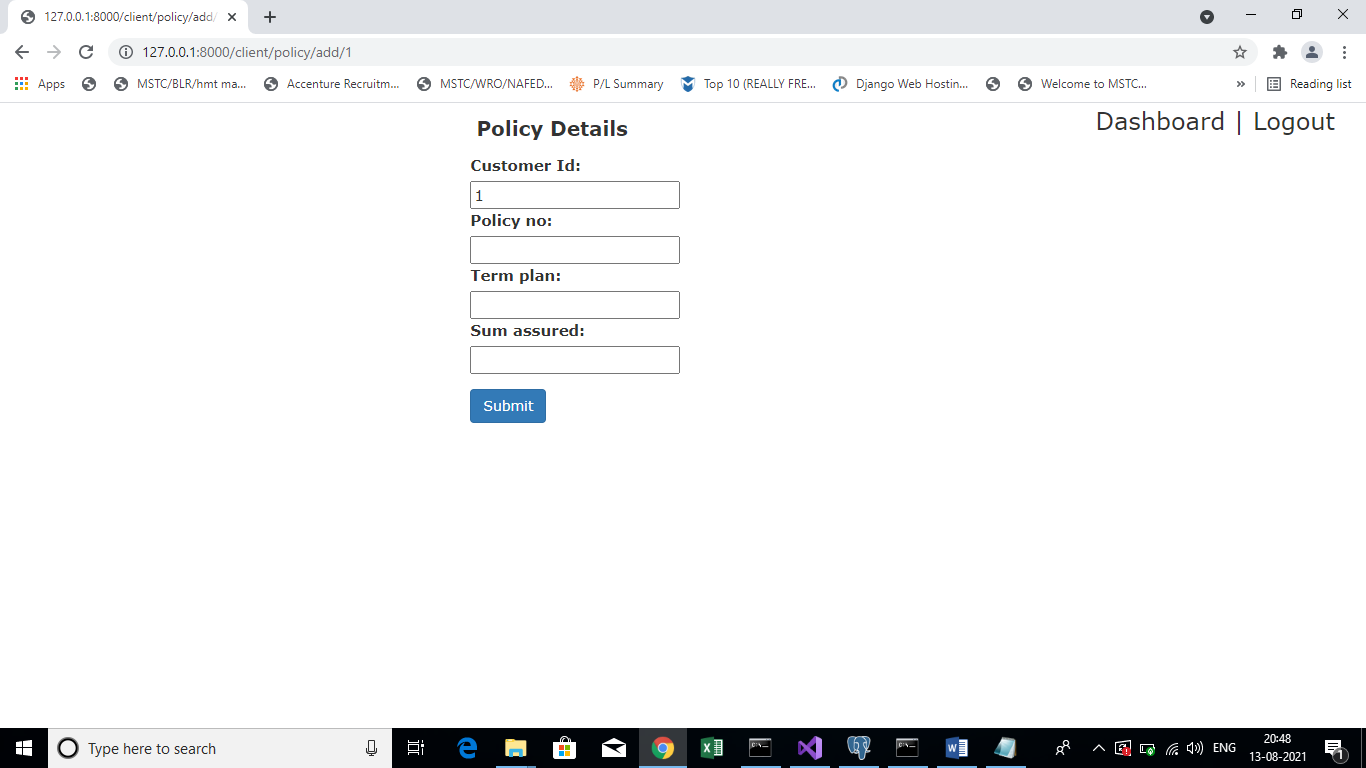 127.0.0.1:8000/client/policy/add/
127.0.0.1:8000/client/policy/add/1
Apps MSTC/BLR/hmt ma... Accenture Recruitm... MSTC/WRO/NAFED... P/L Summary Top 10 (REALLY FRE... Django Web Hostin... Welcome to MSTC... » Reading list
Dashboard | Logout
Policy Details
Customer Id:
1
Policy no:
Term plan:
Sum assured:
Submit
Type here to search
ENG
20:48
13-08-2021
1